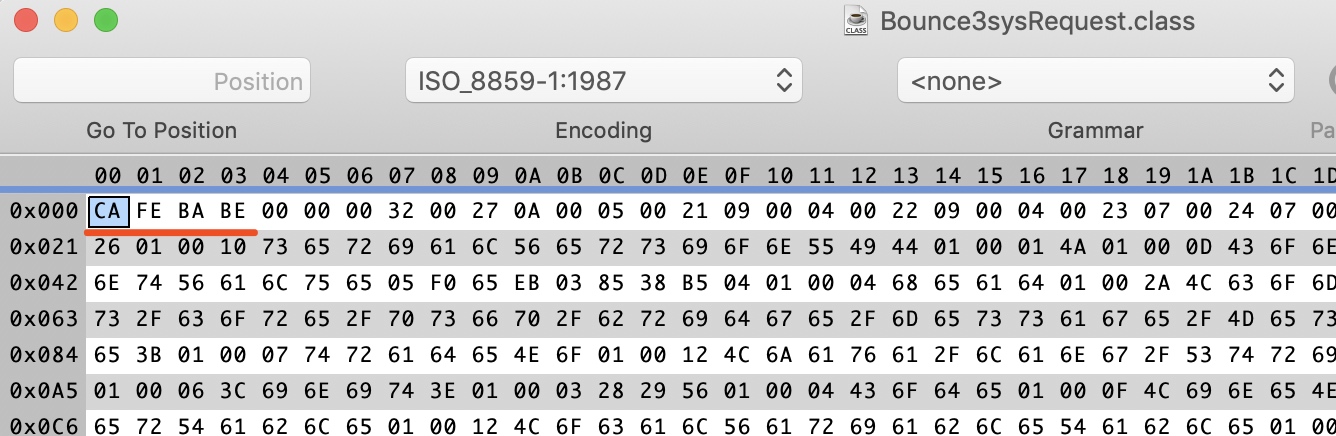 CLASS Bounce3sysRequest.class
Position ISO_8859-1:1987 <none>
Go To Position Encoding Grammar Pa
00 01 02 03 04 05 06 07 08 09 0A 0B 0C 0D 0E 0F 10 11 12 13 14 15 16 17 18 19 1A 1B 1C 1D
0x000 CA FE BA BE 00 00 00 32 00 27 0A 00 05 00 21 09 00 04 00 22 09 00 04 00 23 07 00 24 07 00
0x021 26 01 00 10 73 65 72 69 61 6C 56 65 72 73 69 6F 6E 55 49 44 01 00 01 4A 01 00 0D 43 6F 6E
0x042 6E 74 56 61 6C 75 65 05 F0 65 EB 03 85 38 B5 04 01 00 04 68 65 61 64 01 00 2A 4C 63 6F 6D
0x063 73 2F 63 6F 72 65 2F 70 73 66 70 2F 62 72 69 64 67 65 2F 6D 65 73 73 61 67 65 2F 4D 65 73
0x084 65 3B 01 00 07 74 72 61 64 65 4E 6F 01 00 12 4C 6A 61 76 61 2F 6C 61 6E 67 2F 53 74 72 69
0x0A5 01 00 06 3C 69 6E 69 74 3E 01 00 03 28 29 56 01 00 04 43 6F 64 65 01 00 0F 4C 69 6E 65 4E
0x0C6 65 72 54 61 62 6C 65 01 00 12 4C 6F 63 61 6C 56 61 72 69 61 62 6C 65 54 61 62 6C 65 01 00